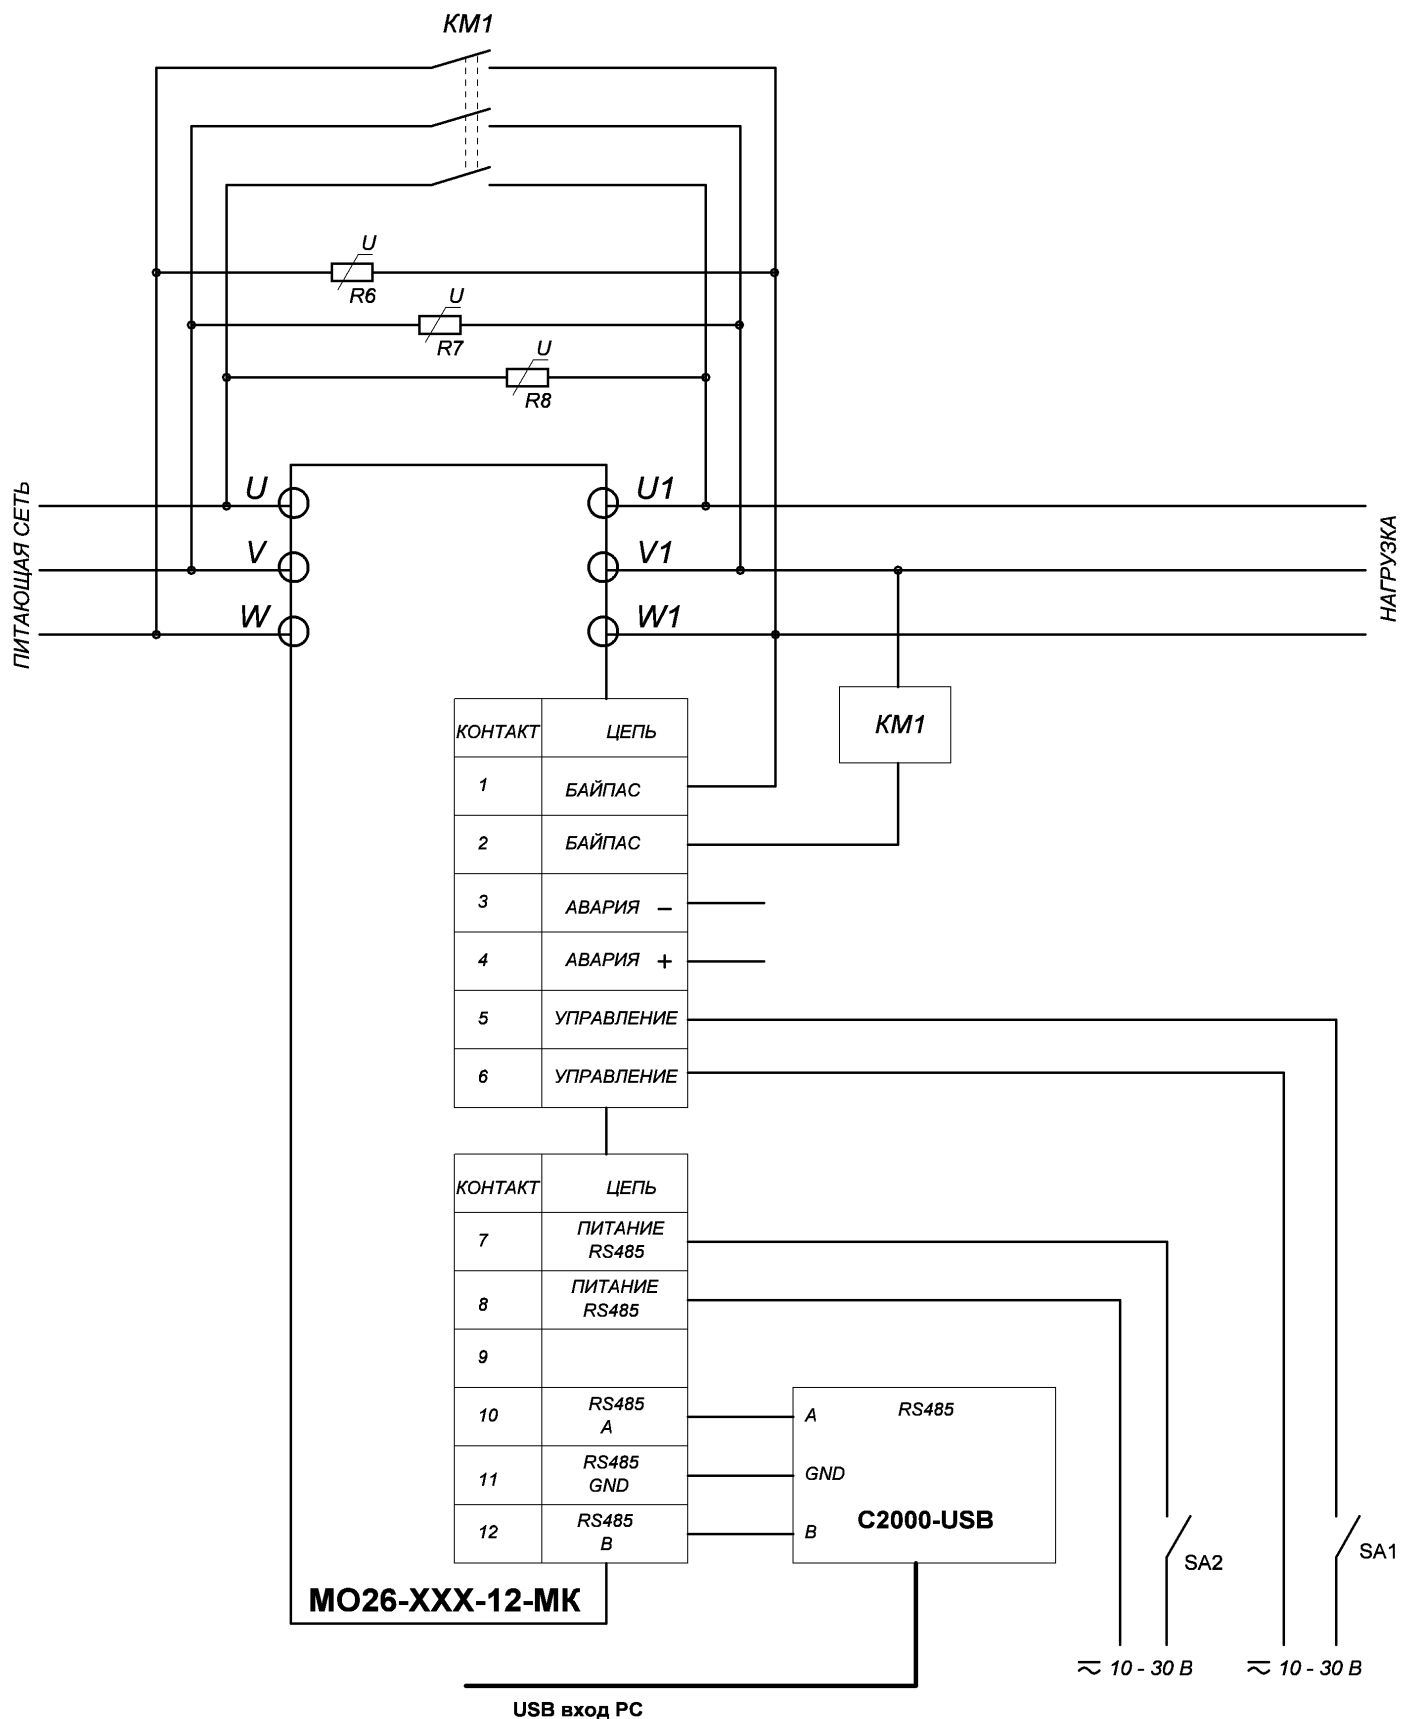 КМ1
U
R6
U
R7
U
R8
ПИТАЮЩАЯ СЕТЬ
U
U1
V
V1
W
W1
НАГРУЗКА
КМ1
КОНТАКТ ЦЕПЬ
1 БАЙПАС
2 БАЙПАС
3 АВАРИЯ –
4 АВАРИЯ +
5 УПРАВЛЕНИЕ
6 УПРАВЛЕНИЕ
КОНТАКТ ЦЕПЬ
7 ПИТАНИЕ
RS485
8 ПИТАНИЕ
RS485
9
10 RS485
A
11 RS485
GND
12 RS485
B
A RS485
GND
C2000-USB
B
SA2
SA1
МО26-ХХХ-12-МК
10 - 30 В
10 - 30 В
USB вход PC